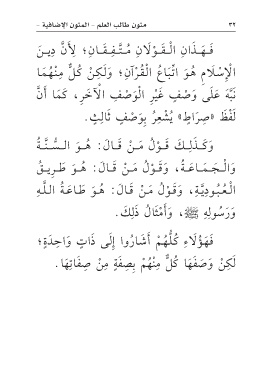 ٣٢ متون طالب العلم - المتون الإضافية -
فَهَذَانِ الْقَوْلَانِ مُتَّفِقَانِ؛ لِأَنَّ دِينَ
الْإِسْلَامِ هُوَ اتِّبَاعُ الْقُرْآنِ؛ وَلَكِنْ كُلٌّ مِنْهُمَا
نَبَّهَ عَلَى وَصْفٍ غَيْرِ الْوَصْفِ الْآخَرِ، كَمَا أَنَّ
لَفْظَ «صِرَاطٍ» يُشْعِرُ بِوَصْفٍ ثَالِثٍ.
وَكَذَلِكَ قَوْلُ مَنْ قَالَ: هُوَ السُّنَّةُ
وَالْجَمَاعَةُ، وَقَوْلُ مَنْ قَالَ: هُوَ طَرِيقُ
الْعُبُودِيَّةِ، وَقَوْلُ مَنْ قَالَ: هُوَ طَاعَةُ اللَّهِ
وَرَسُولِهِ ﷺ، وَأَمْثَالُ ذَلِكَ.
فَهَؤُلَاءِ كُلُّهُمْ أَشَارُوا إِلَى ذَاتٍ وَاحِدَةٍ؛
لَكِنْ وَصَفَهَا كُلٌّ مِنْهُمْ بِصِفَةٍ مِنْ صِفَاتِهَا.